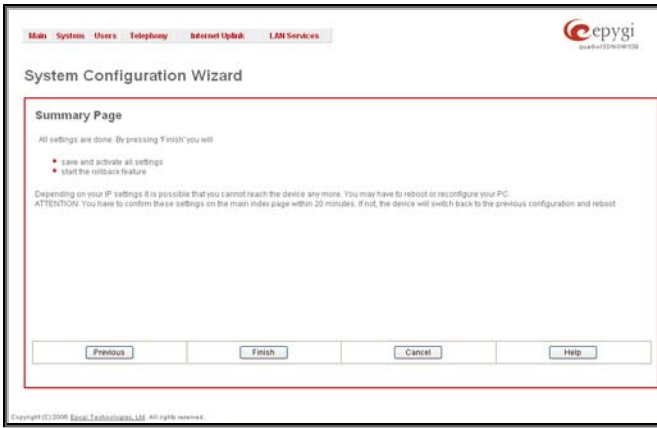 Main System Users Telephony Internet Uplink LAN Services
epygi
System Configuration Wizard
Summary Page
All settings are done. By pressing 'Finish' you will
save and activate all settings
start the rollback feature
Depending on your IP settings it is possible that you cannot reach the device any more. You may have to reboot or reconfigure your PC.
ATTENTION: You have to confirm these settings on the main index page within 20 minutes. If not, the device will switch back to the previous configuration and reboot
Previous Finish Cancel Help
Copyright (C) 2006 Epygi Technologies, Ltd. All rights reserved.